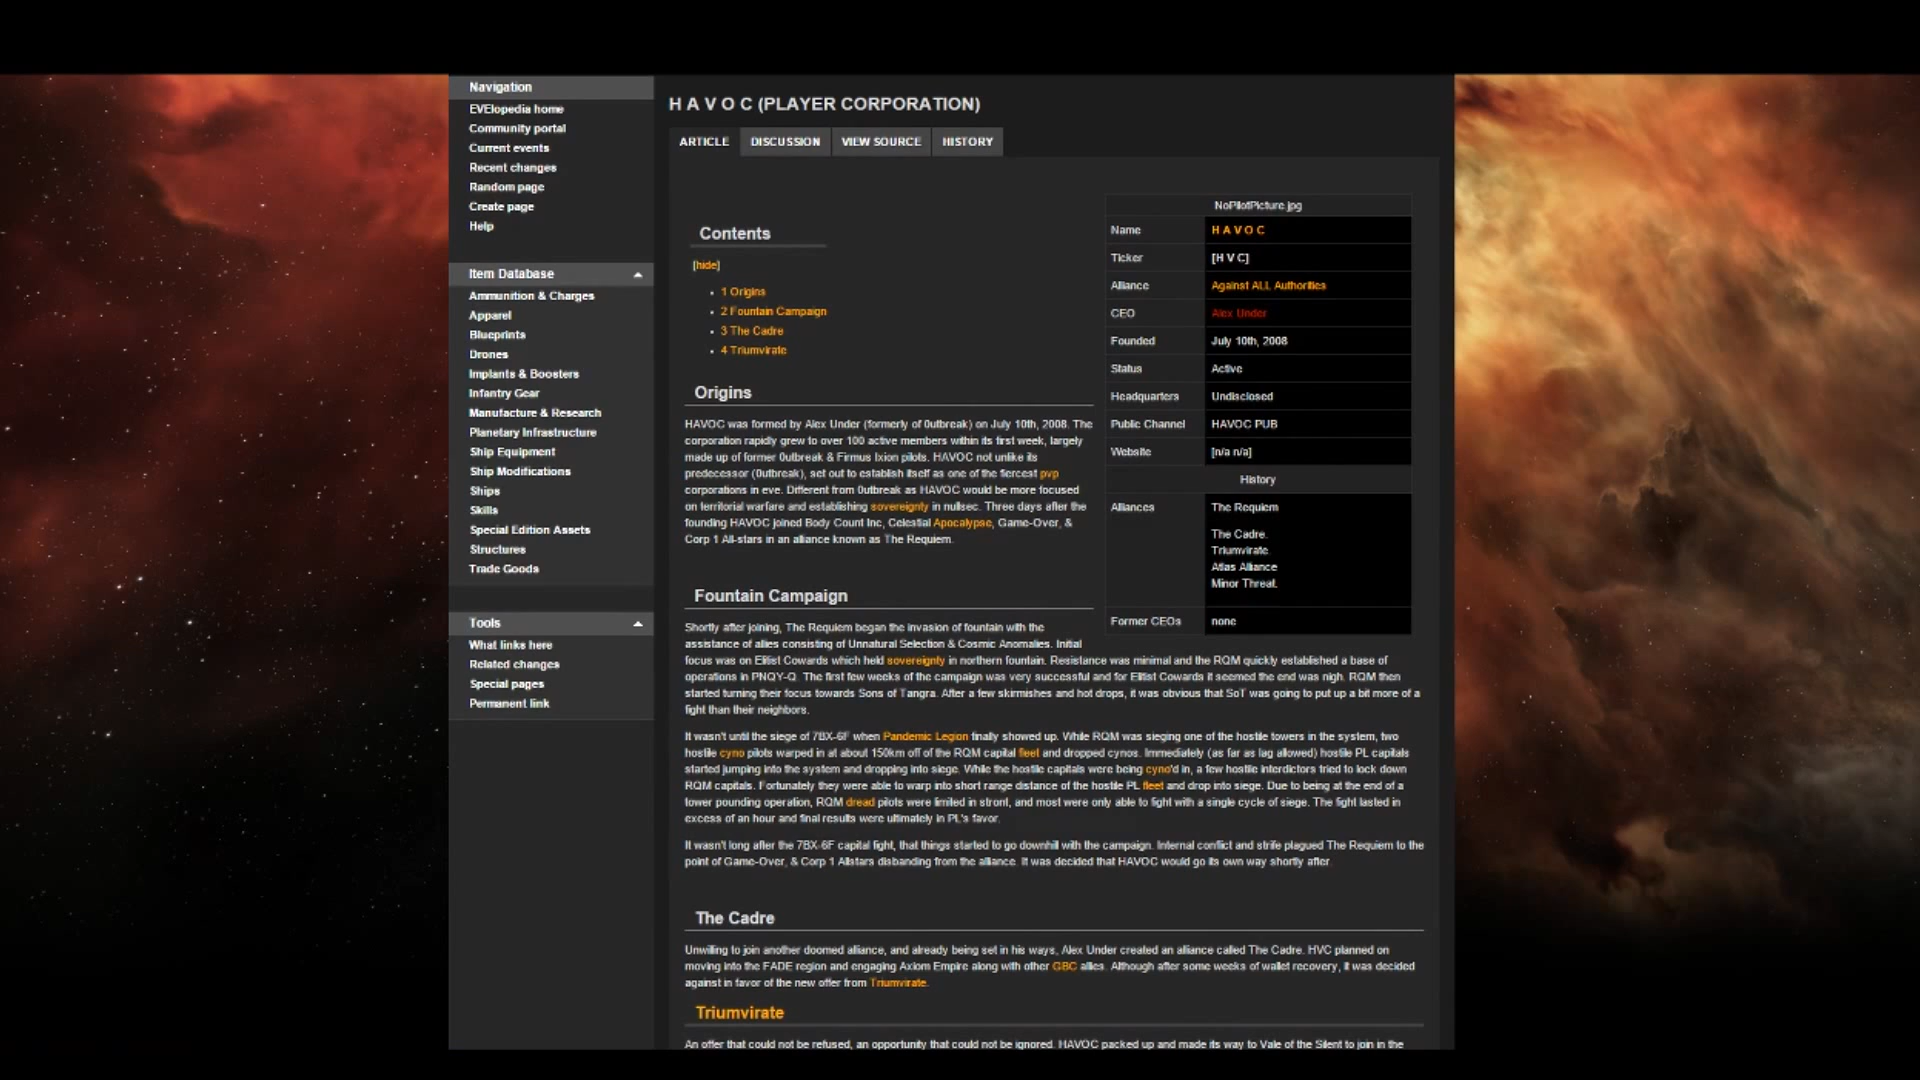 Navigation
EVElopedia home
Community portal
Current events
Recent changes
Random page
Create page
Help
Item Database
Ammunition & Charges
Apparel
Blueprints
Drones
Implants & Boosters
Infantry Gear
Manufacture & Research
Planetary Infrastructure
Ship Equipment
Ship Modifications
Ships
Skills
Special Edition Assets
Structures
Trade Goods
Tools
What links here
Related changes
Special pages
Permanent link
H A V O C (PLAYER CORPORATION)
ARTICLE DISCUSSION VIEW SOURCE HISTORY
Contents
[hide]
1 Origins
2 Fountain Campaign
3 The Cadre
4 Triumvirate
NoPilotPicture.jpg
Name H A V O C
Ticker [H V C]
Alliance Against ALL Authorities
CEO Alex Under
Founded July 10th, 2008
Status Active
Headquarters Undisclosed
Public Channel HAVOC PUB
Website [n/a n/a]
History
Alliances The Requiem
The Cadre.
Triumvirate.
Atlas Alliance
Minor Threat.
Former CEOs none
Origins
HAVOC was formed by Alex Under (formerly of 0utbreak) on July 10th, 2008. The
corporation rapidly grew to over 100 active members within its first week, largely
made up of former 0utbreak & Firmus Ixion pilots. HAVOC not unlike its
predecessor (0utbreak), set out to establish itself as one of the fiercest pvp
corporations in eve. Different from 0utbreak as HAVOC would be more focused
on territorial warfare and establishing sovereignty in nullsec. Three days after the
founding HAVOC joined Body Count Inc, Celestial Apocalypse, Game-Over, &
Corp 1 All-stars in an alliance known as The Requiem.
Fountain Campaign
Shortly after joining, The Requiem began the invasion of fountain with the
assistance of allies consisting of Unnatural Selection & Cosmic Anomalies. Initial
focus was on Elitist Cowards which held sovereignty in northern fountain. Resistance was minimal and the RQM quickly established a base of
operations in PNQY-Q. The first few weeks of the campaign was very successful and for Elitist Cowards it seemed the end was nigh. RQM then
started turning their focus towards Sons of Tangra. After a few skirmishes and hot drops, it was obvious that SoT was going to put up a bit more of a
fight than their neighbors.
It wasn't until the siege of 7BX-6F when Pandemic Legion finally showed up. While RQM was sieging one of the hostile towers in the system, two
hostile cyno pilots warped in at about 150km off of the RQM capital fleet and dropped cynos. Immediately (as far as lag allowed) hostile PL capitals
started jumping into the system and dropping into siege. While the hostile capitals were being cyno'd in, a few hostile interdictors tried to lock down
RQM capitals. Fortunately they were able to warp into short range distance of the hostile PL fleet and drop into siege. Due to being at the end of a
tower pounding operation, RQM dread pilots were limited in stront, and most were only able to fight with a single cycle of siege. The fight lasted in
excess of an hour and final results were ultimately in PL's favor.
It wasn't long after the 7BX-6F capital fight, that things started to go downhill with the campaign. Internal conflict and strife plagued The Requiem to the
point of Game-Over, & Corp 1 Allstars disbanding from the alliance. It was decided that HAVOC would go its own way shortly after.
The Cadre
Unwilling to join another doomed alliance, and already being set in his ways, Alex Under created an alliance called The Cadre. HVC planned on
moving into the FADE region and engaging Axiom Empire along with other GBC allies. Although after some weeks of wallet recovery, it was decided
against in favor of the new offer from Triumvirate.
Triumvirate
An offer that could not be refused, an opportunity that could not be ignored. HAVOC packed up and made its way to Vale of the Silent to join in the